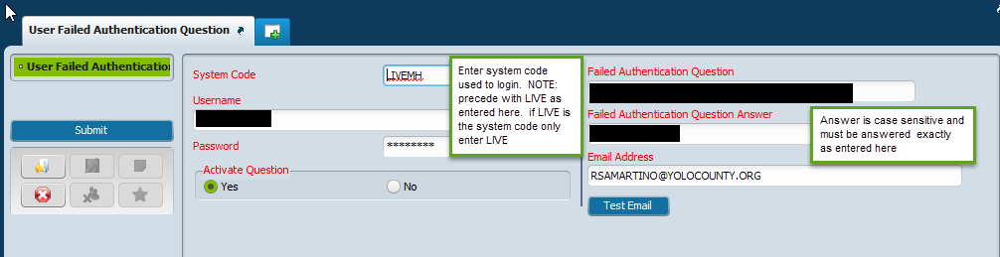 User Failed Authentication Question
User Failed Authentication
Submit
System Code
LIVEMH
Username
Password
********
Activate Question
Yes
No
Enter system code
used to login. NOTE:
precede with LIVE as
entered here. if LIVE is
the system code only
enter LIVE
Failed Authentication Question
Failed Authentication Question Answer
Answer is case sensitive and
must be answered exactly
as entered here
Email Address
RSAMARTINO@YOLOCOUNTY.ORG
Test Email